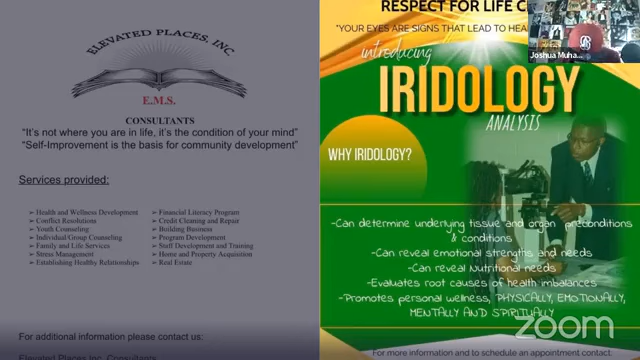 ELEVATED PLACES, INC.
E.M.S.
CONSULTANTS
“It’s not where you are in life, it’s the condition of your mind”
“Self-Improvement is the basis for community development”
Services provided:
➢ Health and Wellness Development
➢ Conflict Resolutions
➢ Youth Counseling
➢ Individual/Group Counseling
➢ Family and Life Services
➢ Stress Management
➢ Establishing Healthy Relationships
➢ Financial Literacy Program
➢ Credit Cleaning and Repair
➢ Building Business
➢ Program Development
➢ Staff Development and Training
➢ Home and Property Acquisition
➢ Real Estate
For additional information please contact us:
Elevated Places Inc. Consultants
RESPECT FOR LIFE C
"YOUR EYES ARE SIGNS THAT LEAD TO HEA
Joshua Muha...
introducing
IRIDOLOGY
ANALYSIS
WHY IRIDOLOGY?
-Can determine underlying tissue and organ preconditions
& conditions
-Can reveal emotional strengths and needs
-Can reveal Nutritional needs
-Evaluates root causes of health imbalances
-Promotes personal wellness, PHYSICALLY, EMOTIONALLY,
MENTALLY AND SPIRITUALLY
zoom
For more information and to schedule an appointment contact: